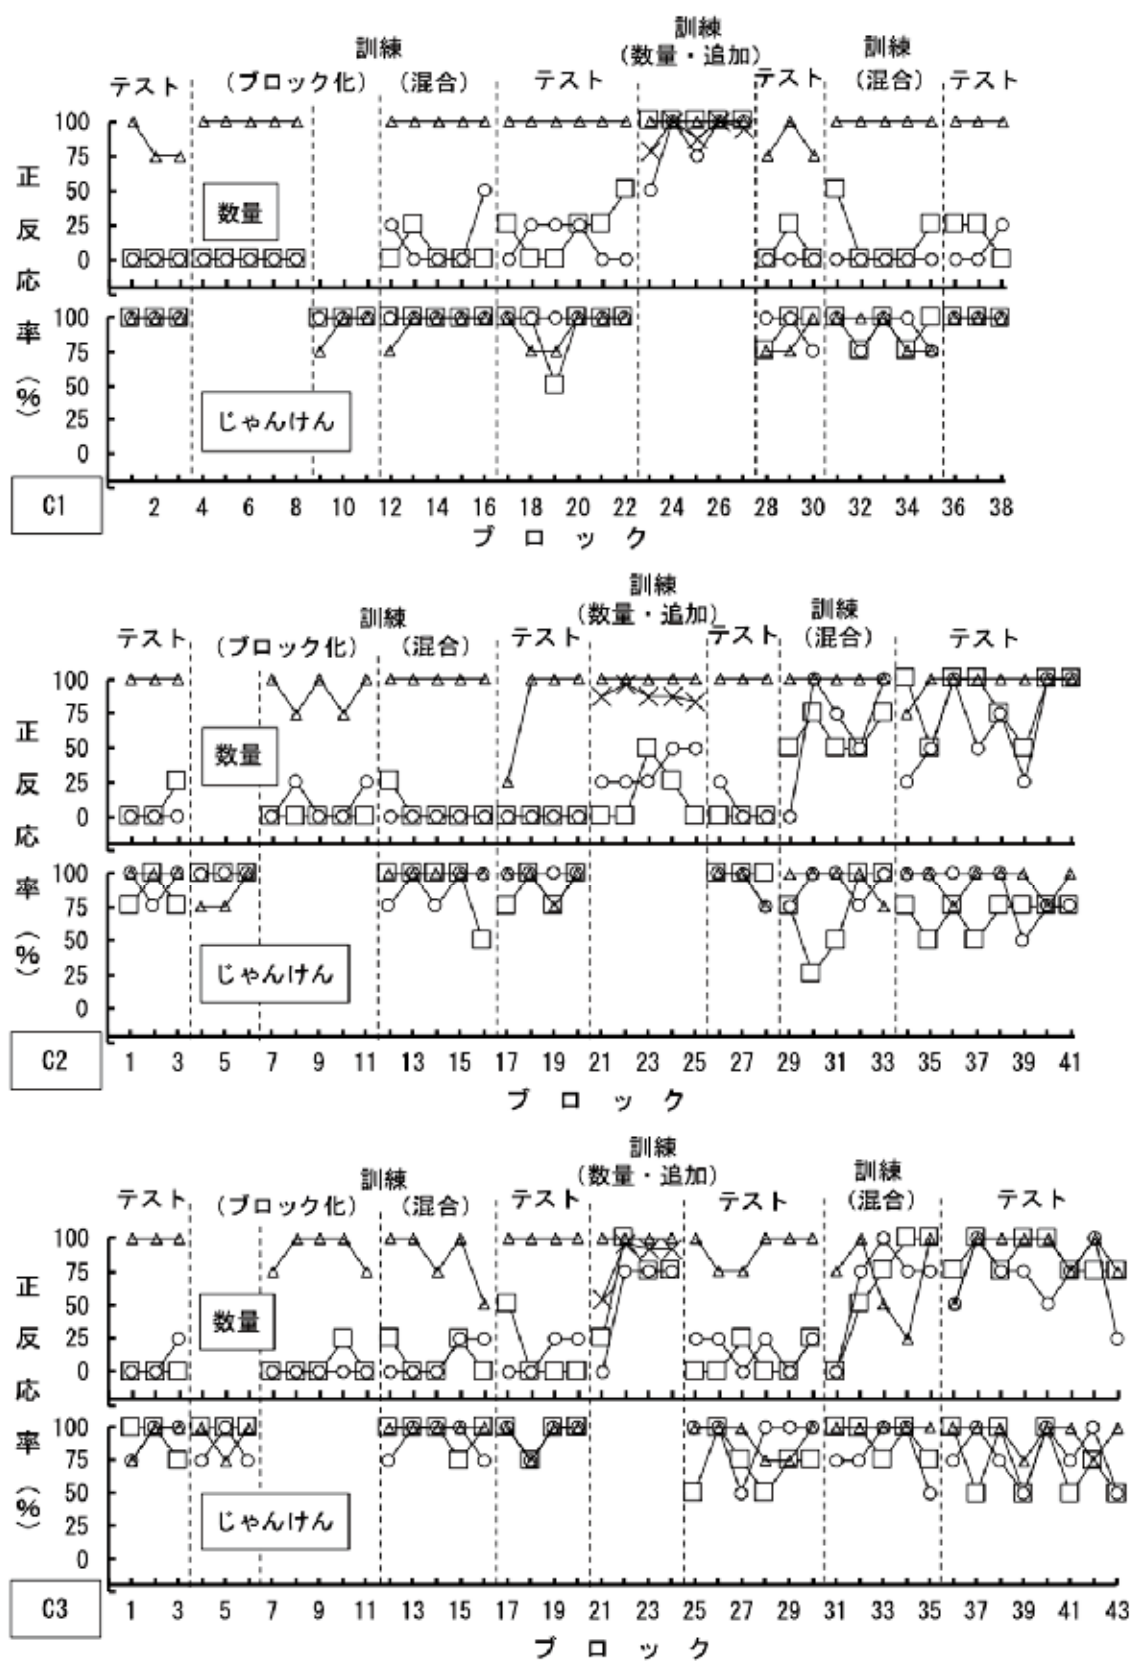 訓練
(数量・追加)
訓練
訓練
テスト
(ブロック化)
(混合)
テスト
テスト
(混合)
テスト
正反応率(%)
100
75
50
25
0
数量
100
75
50
25
0
じゃんけん
C1
2 4 6 8 10 12 14 16 18 20 22 24 26 28 30 32 34 36 38
ブロック
訓練
(数量・追加)
訓練
訓練
テスト
(ブロック化)
(混合)
テスト
テスト
(混合)
テスト
正反応率(%)
100
75
50
25
0
数量
100
75
50
25
0
じゃんけん
C2
1 3 5 7 9 11 13 15 17 19 21 23 25 27 29 31 33 35 37 39 41
ブロック
訓練
(数量・追加)
訓練
訓練
テスト
(ブロック化)
(混合)
テスト
テスト
(混合)
テスト
正反応率(%)
100
75
50
25
0
数量
100
75
50
25
0
じゃんけん
C3
1 3 5 7 9 11 13 15 17 19 21 23 25 27 29 31 33 35 37 39 41 43
ブロック